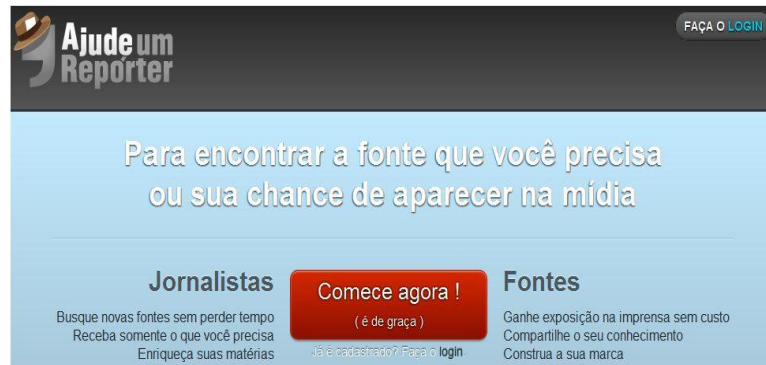 Ajude um
Repórter
FAÇA O LOGIN
Para encontrar a fonte que você precisa
ou sua chance de aparecer na mídia
Jornalistas
Busque novas fontes sem perder tempo
Receba somente o que você precisa
Enriqueça suas matérias
Comece agora !
( é de graça )
Já é cadastrado? Faça o login
Fontes
Ganhe exposição na imprensa sem custo
Compartilhe o seu conhecimento
Construa a sua marca